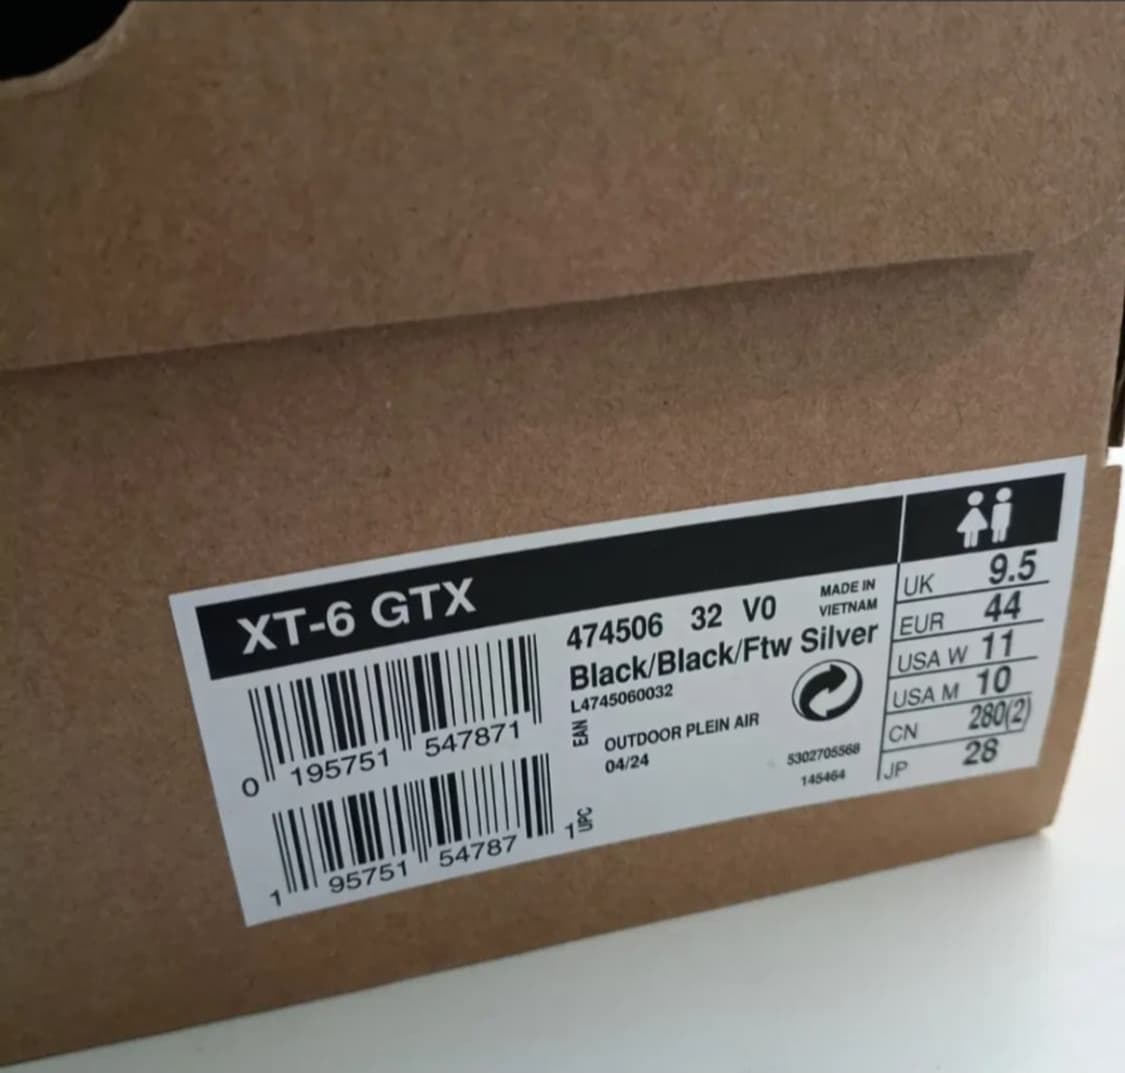 XT-6 GTX
0 195751 547871
EAN
1 95751 54787 1
UPC
474506 32 V0
Black/Black/Ftw Silver
L4745060032
OUTDOOR PLEIN AIR
04/24
MADE IN
VIETNAM
5302705568
145464
UK 9.5
EUR 44
USA W 11
USA M 10
CN 280(2)
JP 28